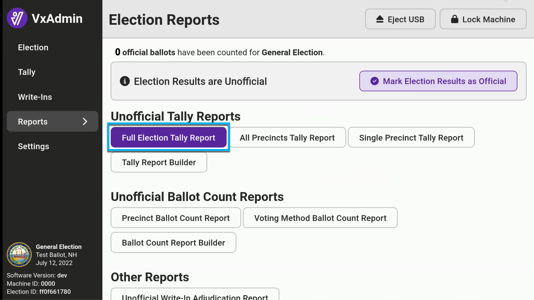 VxAdmin
Election
Tally
Write-Ins
Reports
Settings
General Election
Test Ballot, NH
July 12, 2022
Software Version: dev
Machine ID: 0000
Election ID: ff0f661780
Election Reports
Eject USB
Lock Machine
0 official ballots have been counted for General Election.
Election Results are Unofficial
Mark Election Results as Official
Unofficial Tally Reports
Full Election Tally Report
All Precincts Tally Report
Single Precinct Tally Report
Tally Report Builder
Unofficial Ballot Count Reports
Precinct Ballot Count Report
Voting Method Ballot Count Report
Ballot Count Report Builder
Other Reports
Unofficial Write-In Adjudication Report